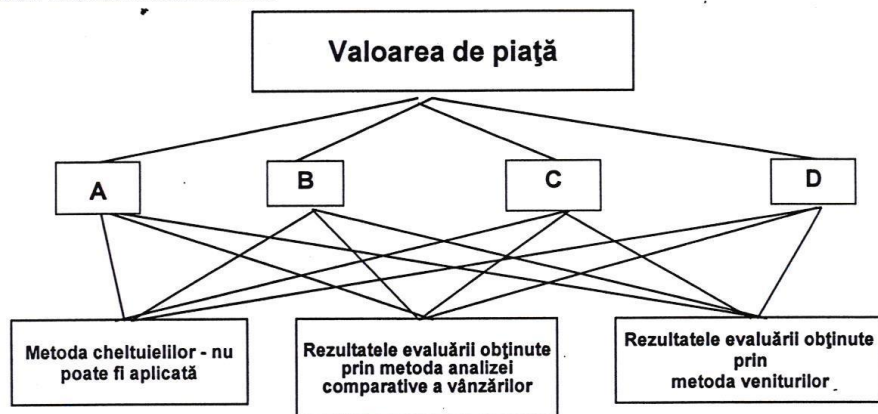 Valoarea de piaţă
A
B
C
D
Metoda cheltuielilor - nu
poate fi aplicată
Rezultatele evaluării obţinute
prin metoda analizei
comparative a vânzărilor
Rezultatele evaluării obţinute
prin
metoda veniturilor